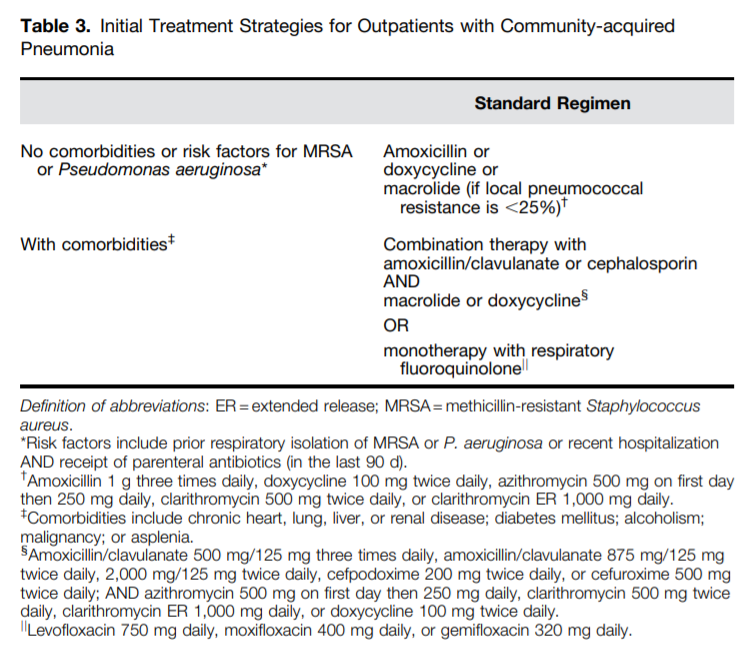 Table 3. Initial Treatment Strategies for Outpatients with Community-acquired
Pneumonia
Standard Regimen
No comorbidities or risk factors for MRSA
or Pseudomonas aeruginosa*
Amoxicillin or
doxycycline or
macrolide (if local pneumococcal
resistance is <25%)†
With comorbidities‡
Combination therapy with
amoxicillin/clavulanate or cephalosporin
AND
macrolide or doxycycline§
OR
monotherapy with respiratory
fluoroquinolone||
Definition of abbreviations: ER = extended release; MRSA = methicillin-resistant Staphylococcus
aureus.
*Risk factors include prior respiratory isolation of MRSA or P. aeruginosa or recent hospitalization
AND receipt of parenteral antibiotics (in the last 90 d).
†Amoxicillin 1 g three times daily, doxycycline 100 mg twice daily, azithromycin 500 mg on first day
then 250 mg daily, clarithromycin 500 mg twice daily, or clarithromycin ER 1,000 mg daily.
‡Comorbidities include chronic heart, lung, liver, or renal disease; diabetes mellitus; alcoholism;
malignancy; or asplenia.
§Amoxicillin/clavulanate 500 mg/125 mg three times daily, amoxicillin/clavulanate 875 mg/125 mg
twice daily, 2,000 mg/125 mg twice daily, cefpodoxime 200 mg twice daily, or cefuroxime 500 mg
twice daily; AND azithromycin 500 mg on first day then 250 mg daily, clarithromycin 500 mg twice
daily, clarithromycin ER 1,000 mg daily, or doxycycline 100 mg twice daily.
||Levofloxacin 750 mg daily, moxifloxacin 400 mg daily, or gemifloxacin 320 mg daily.